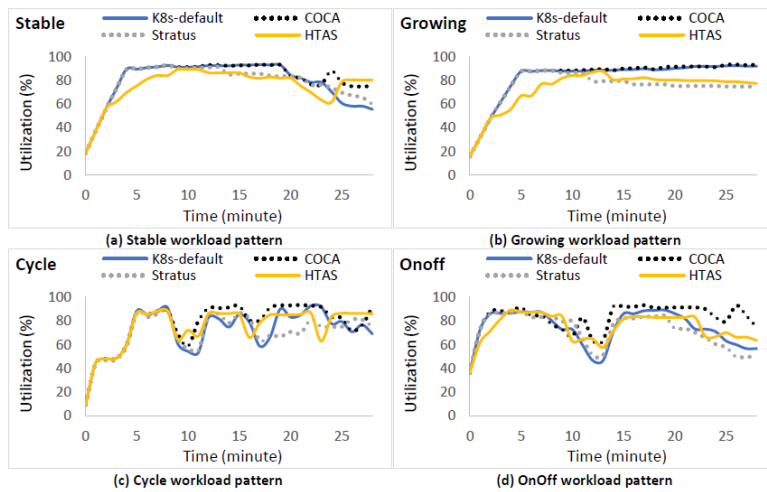 Stable
K8s-default
COCA
Stratus
HTAS
Utilization (%)
100
80
60
40
20
0
0 5 10 15 20 25
Time (minute)
(a) Stable workload pattern
Growing
K8s-default
COCA
Stratus
HTAS
Utilization (%)
100
80
60
40
20
0
0 5 10 15 20 25
Time (minute)
(b) Growing workload pattern
Cycle
K8s-default
COCA
Stratus
HTAS
Utilization (%)
100
80
60
40
20
0
0 5 10 15 20 25
Time (minute)
(c) Cycle workload pattern
Onoff
K8s-default
COCA
Stratus
HTAS
Utilization (%)
100
80
60
40
20
0
0 5 10 15 20 25
Time (minute)
(d) OnOff workload pattern